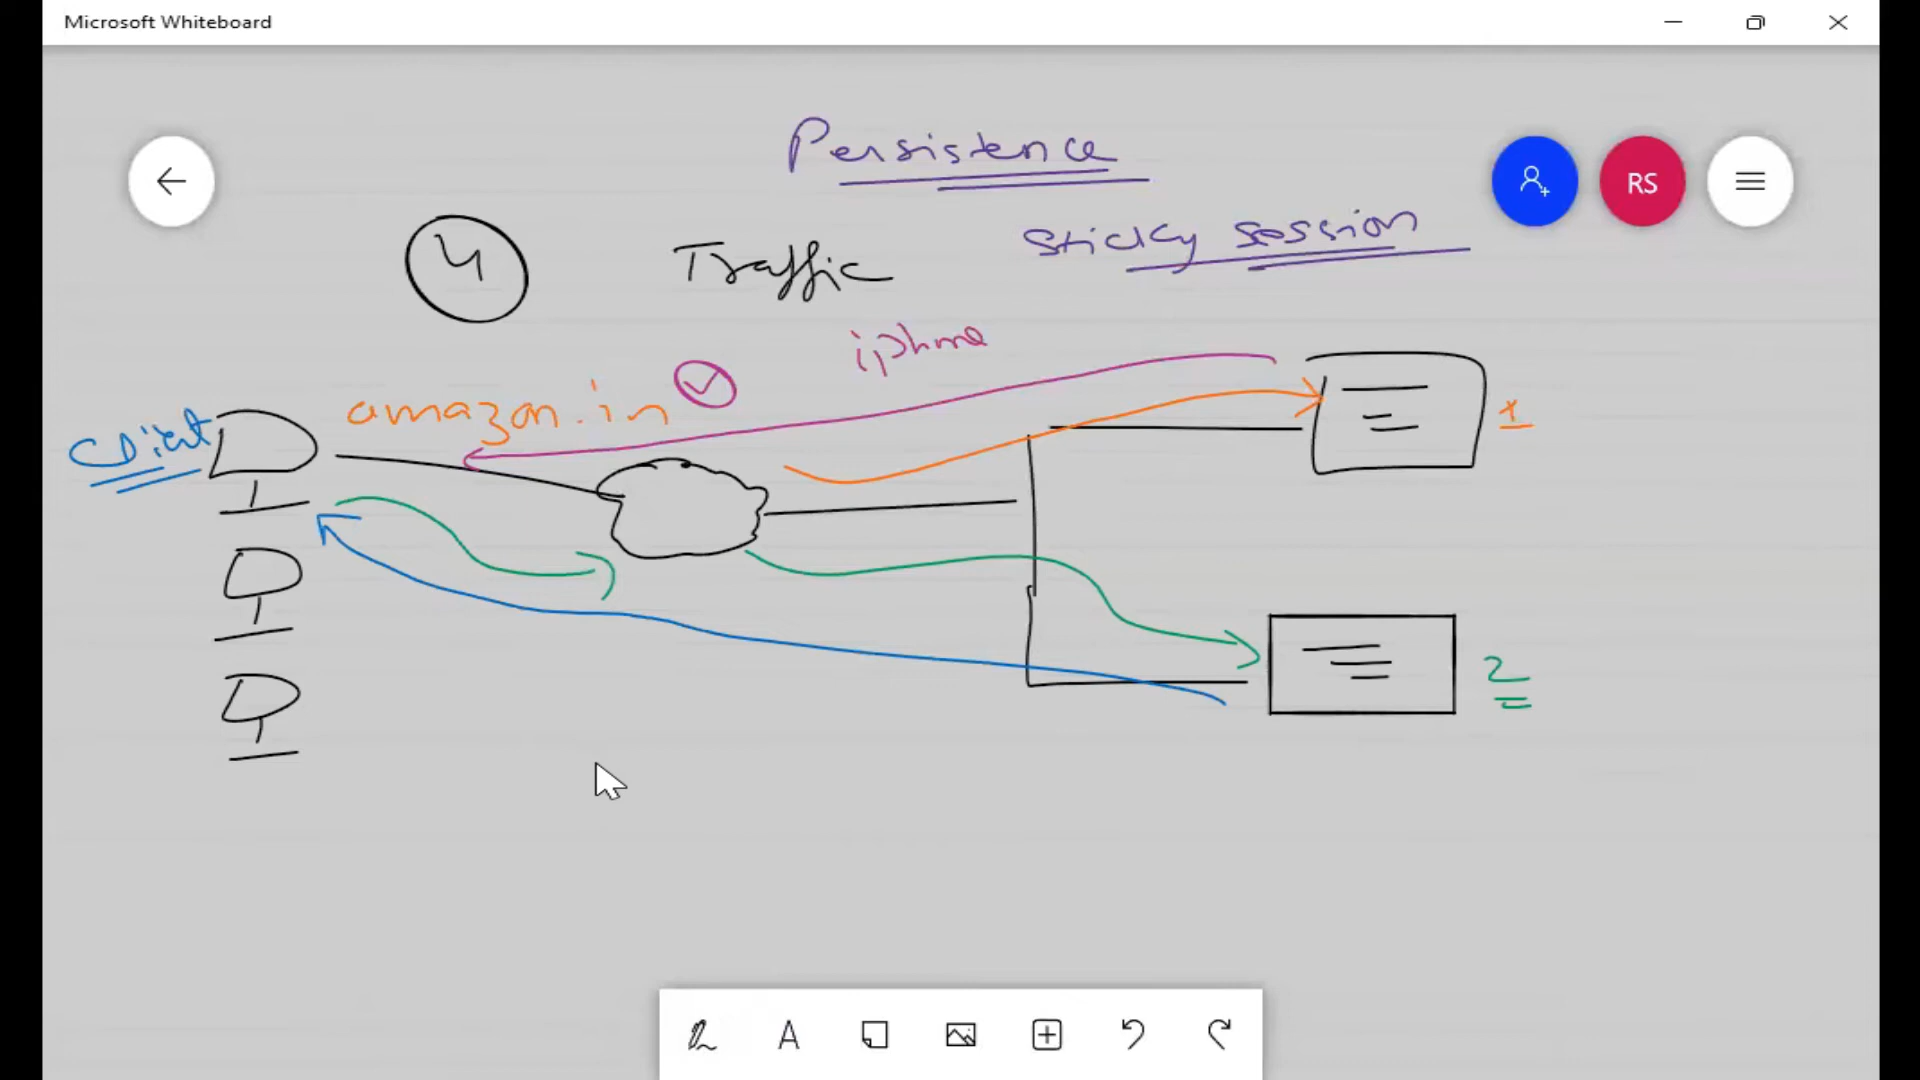 Microsoft Whiteboard
Persistence
RS
Sticky session
4 Traffic
iphone
amazon.in
Client
1
2
A